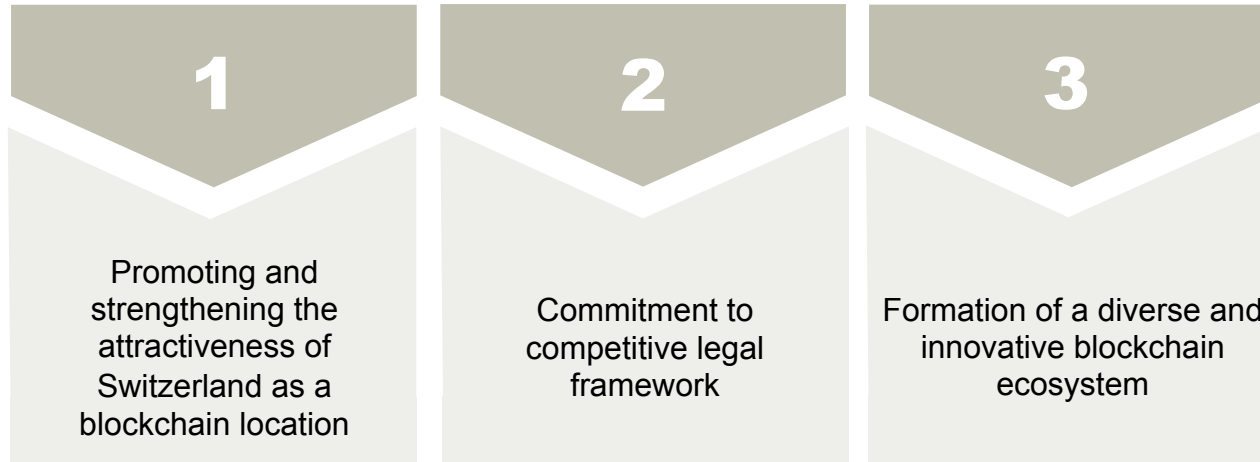 1
Promoting and
strengthening the
attractiveness of
Switzerland as a
blockchain location
2
Commitment to
competitive legal
framework
3
Formation of a diverse and
innovative blockchain
ecosystem